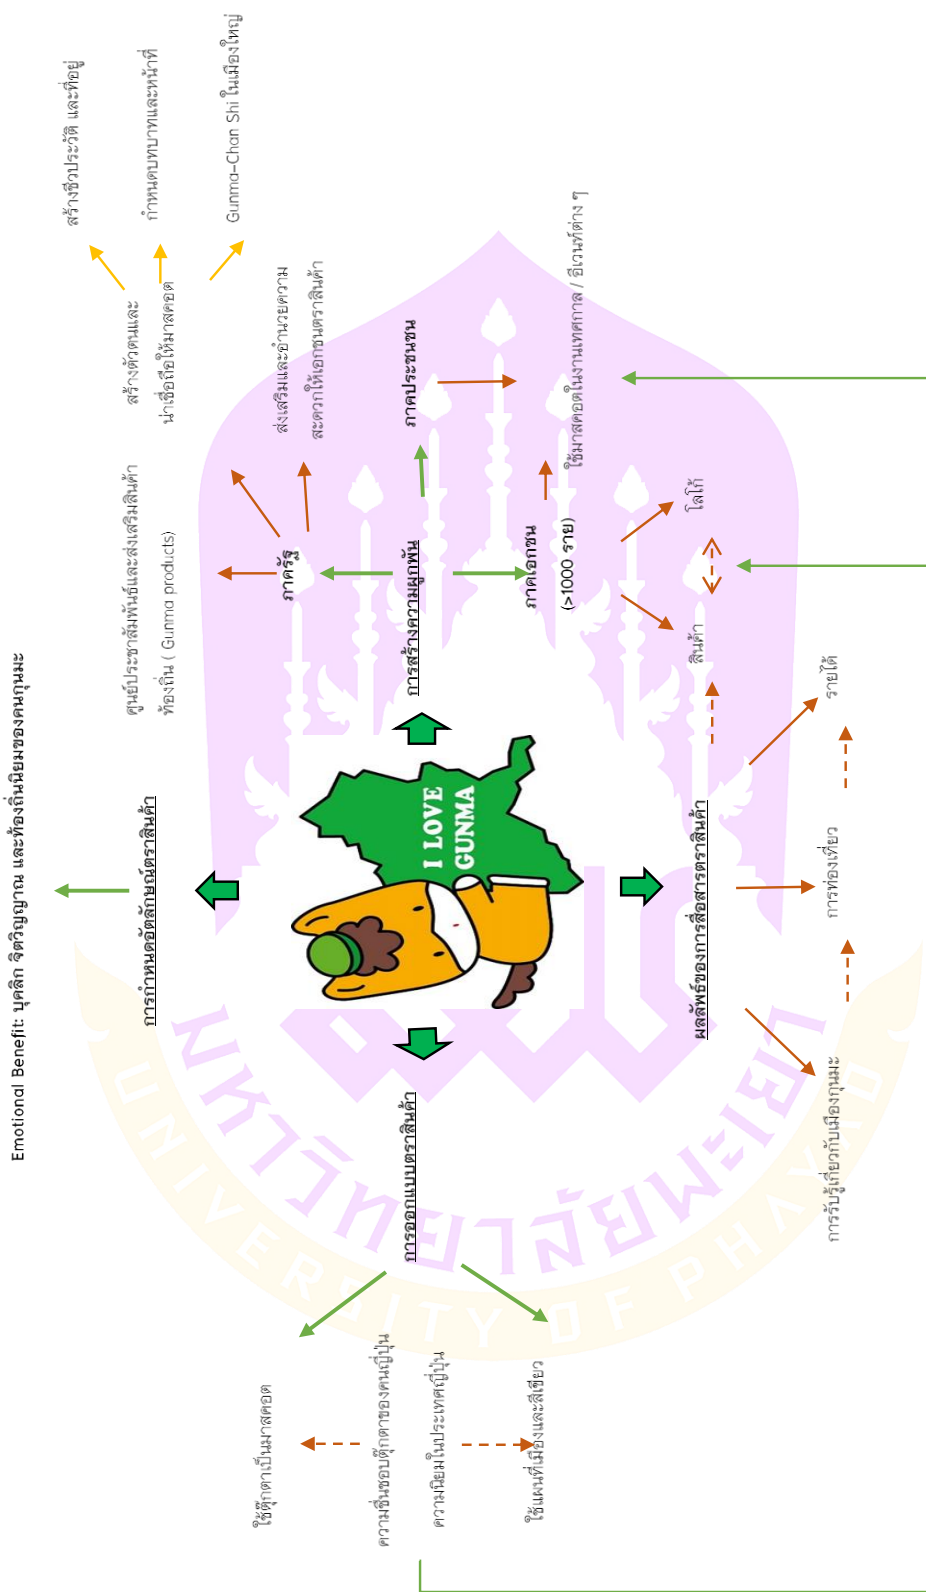 Emotional Benefit: บุคลิก จิตวิญญาณ และท้องถิ่นนิยมของคนกุนมะ
การกำหนดอัตลักษณ์ตราสินค้า
ศูนย์ประชาสัมพันธ์และส่งเสริมสินค้า
ท้องถิ่น ( Gunma products)
สร้างตัวตนและ
น่าเชื่อถือให้มาสคอต
สร้างชีวประวัติ และที่อยู่
กำหนดบทบาทและหน้าที่
Gunma-Chan Shi ในเมืองใหญ่
ส่งเสริมและอำนวยความ
สะดวกให้เอกชนตราสินค้า
ภาครัฐ
ใช้ตุ๊กตาเป็นมาสคอต
ความชื่นชอบตุ๊กตาของคนญี่ปุ่น
ความนิยมในประเทศญี่ปุ่น
ใช้แผนที่เมืองและสีเขียว
การออกแบบตราสินค้า
I LOVE
GUNMA
การสร้างความผูกพัน
ภาคประชนชน
ภาคเอกชน
(>1000 ราย)
ใช้มาสคอตในงานเทศกาล / อีเวนท์ต่าง ๆ
สินค้า
โลโก้
ผลลัพธ์ของการสื่อสารตราสินค้า
การรับรู้เกี่ยวกับเมืองกุนมะ
การท่องเที่ยว
รายได้
มหาวิทยาลัยพะเยา
UNIVERSITY OF PHAYAO